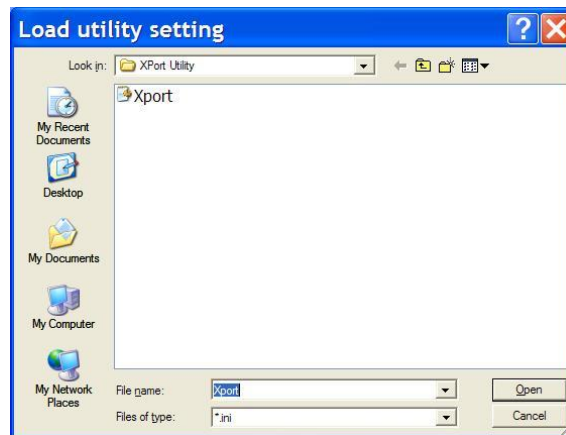 Load utility setting
Look in: XPort Utility
Xport
My Recent
Documents
Desktop
My Documents
My Computer
My Network
Places
File name: Xport Open
Files of type: *.ini Cancel